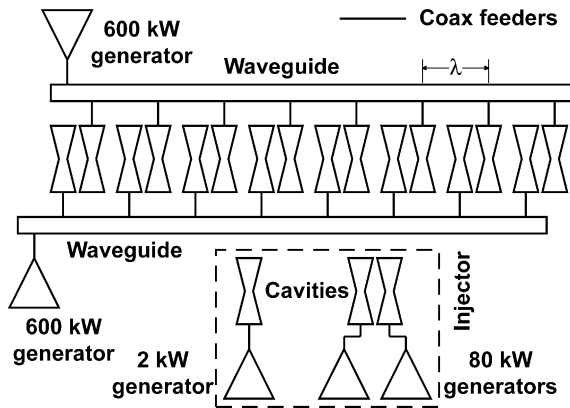 600 kW
generator
Coax feeders
Waveguide
λ
Waveguide
600 kW
generator
Cavities
Injector
2 kW
generator
80 kW
generators